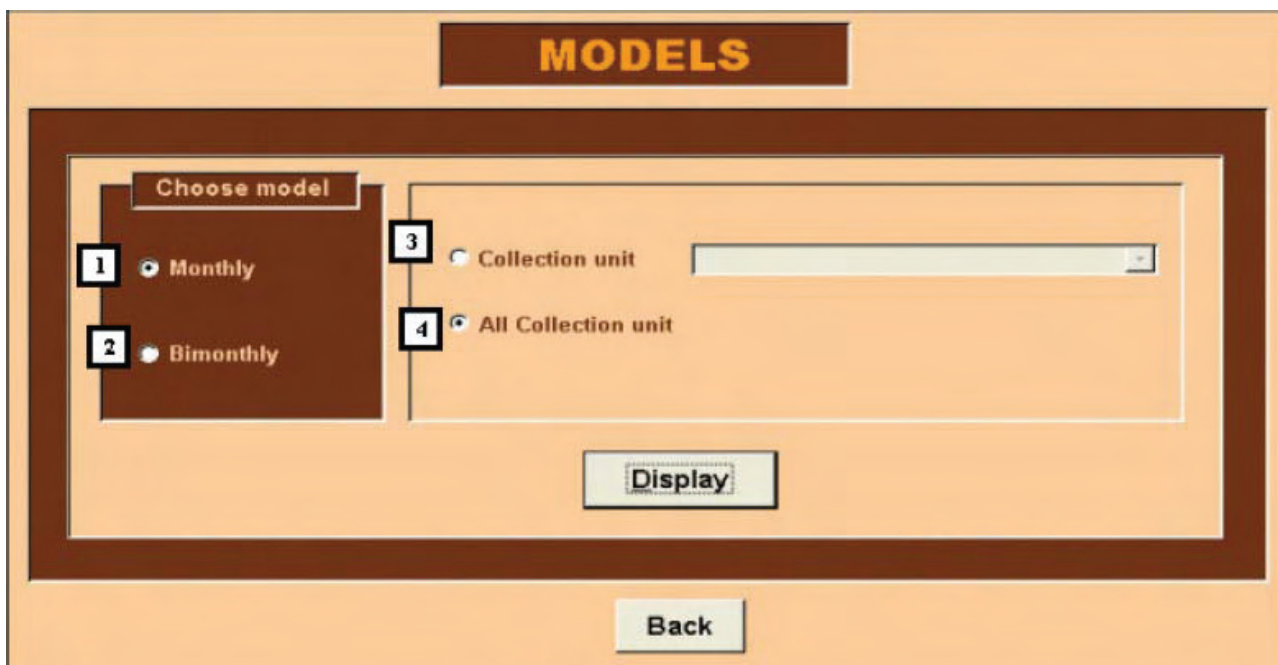 MODELS
Choose model
1 Monthly
2 Bimonthly
3 Collection unit
4 All Collection unit
Display
Back